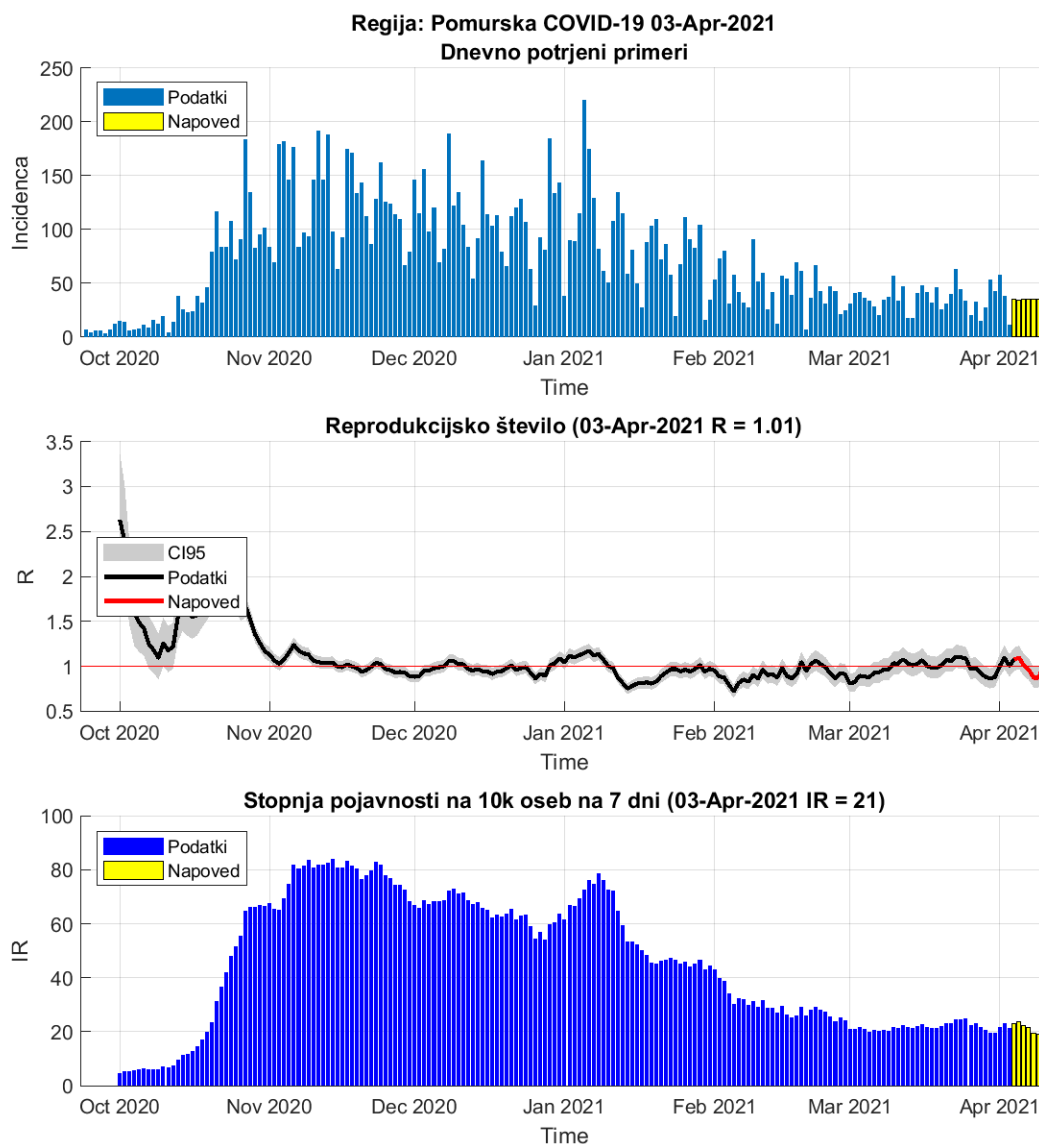 Regija: Pomurska COVID-19 03-Apr-2021
Dnevno potrjeni primeri
250
200
150
100
50
0
Incidenca
Podatki
Napoved
Oct 2020 Nov 2020 Dec 2020 Jan 2021 Feb 2021 Mar 2021 Apr 2021
Time
Reprodukcijsko število (03-Apr-2021 R = 1.01)
3.5
3
2.5
2
1.5
1
0.5
R
CI95
Podatki
Napoved
Oct 2020 Nov 2020 Dec 2020 Jan 2021 Feb 2021 Mar 2021 Apr 2021
Time
Stopnja pojavnosti na 10k oseb na 7 dni (03-Apr-2021 IR = 21)
100
80
60
40
20
0
IR
Podatki
Napoved
Oct 2020 Nov 2020 Dec 2020 Jan 2021 Feb 2021 Mar 2021 Apr 2021
Time